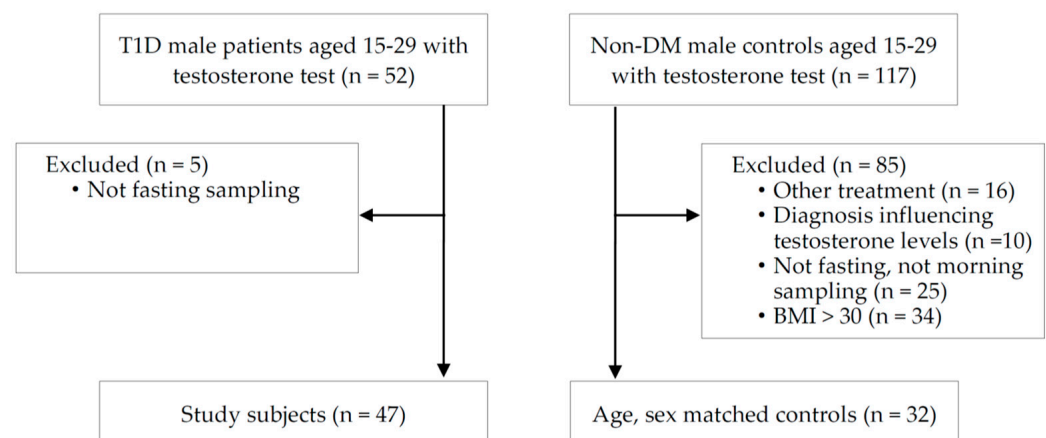 T1D male patients aged 15-29 with
testosterone test (n = 52)
Non-DM male controls aged 15-29
with testosterone test (n = 117)
Excluded (n = 5)
• Not fasting sampling
Excluded (n = 85)
• Other treatment (n = 16)
• Diagnosis influencing
testosterone levels (n =10)
• Not fasting, not morning
sampling (n = 25)
• BMI > 30 (n = 34)
Study subjects (n = 47)
Age, sex matched controls (n = 32)